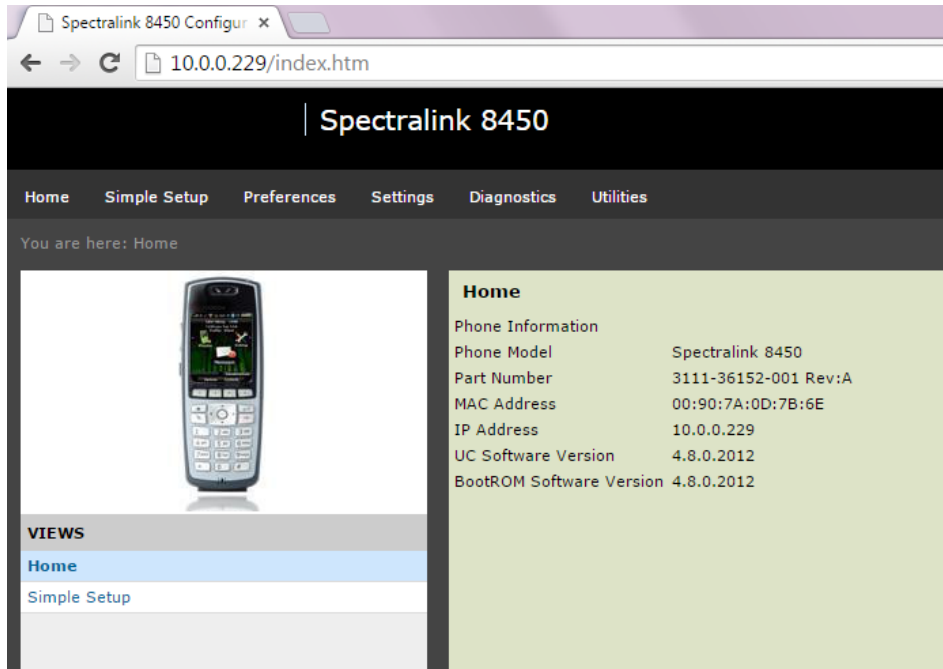 Spectralink 8450 Configur
10.0.0.229/index.htm
Spectralink 8450
Home Simple Setup Preferences Settings Diagnostics Utilities
You are here: Home
Home
Phone Information
Phone Model Spectralink 8450
Part Number 3111-36152-001 Rev:A
MAC Address 00:90:7A:0D:7B:6E
IP Address 10.0.0.229
UC Software Version 4.8.0.2012
BootROM Software Version 4.8.0.2012
VIEWS
Home
Simple Setup